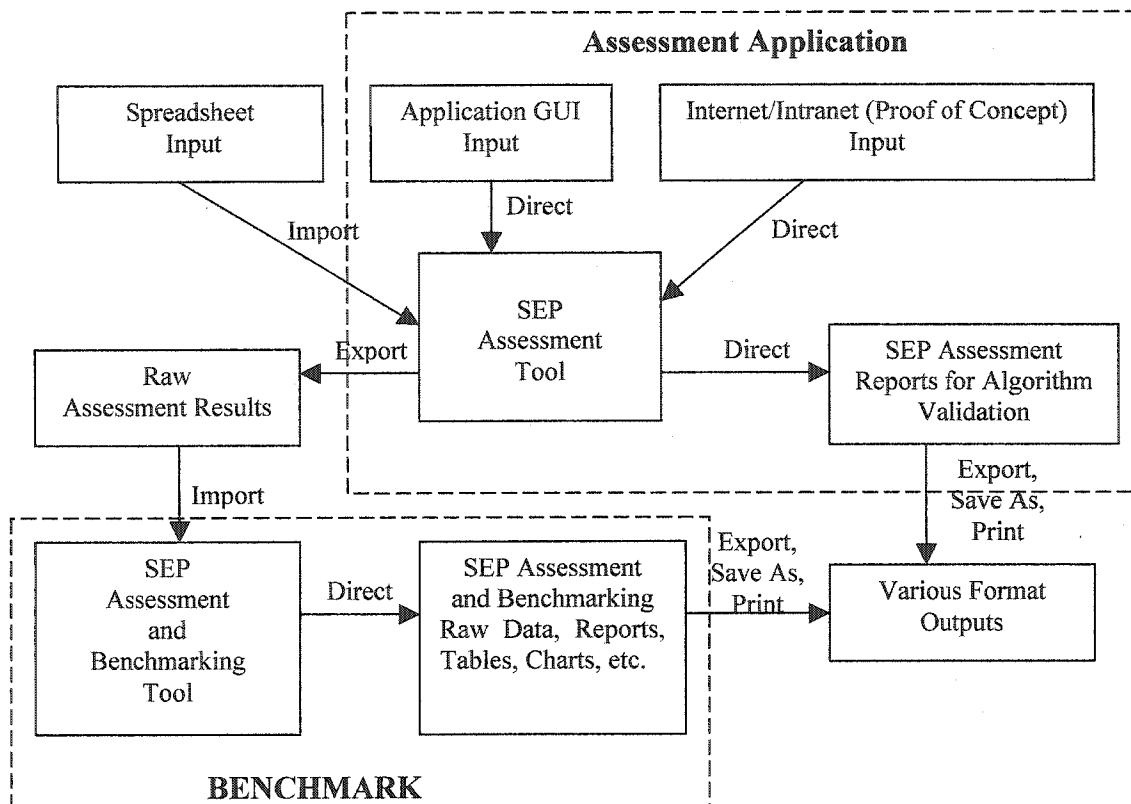 Assessment Application
Spreadsheet
Input
Application GUI
Input
Internet/Intranet (Proof of Concept)
Input
Import
Direct
Direct
SEP
Assessment
Tool
Export
Direct
Raw
Assessment Results
SEP Assessment
Reports for Algorithm
Validation
Import
Export,
Save As,
Print
SEP
Assessment
and
Benchmarking
Tool
Direct
SEP Assessment
and Benchmarking
Raw Data, Reports,
Tables, Charts, etc.
Export,
Save As,
Print
Various Format
Outputs
BENCHMARK